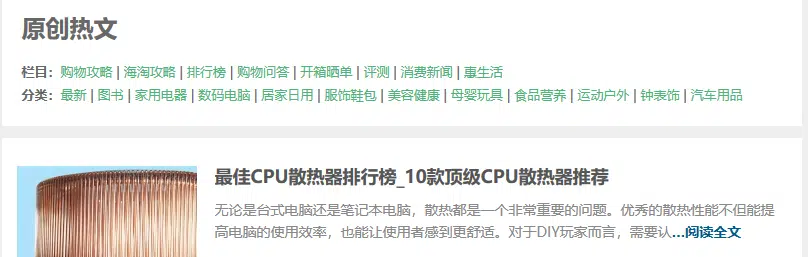 原创热文
栏目：购物攻略 | 海淘攻略 | 排行榜 | 购物问答 | 开箱晒单 | 评测 | 消费新闻 | 惠生活
分类：最新 | 图书 | 家用电器 | 数码电脑 | 居家日用 | 服饰鞋包 | 美容健康 | 母婴玩具 | 食品营养 | 运动户外 | 钟表饰 | 汽车用品
最佳CPU散热器排行榜_10款顶级CPU散热器推荐
无论是台式电脑还是笔记本电脑，散热都是一个非常重要的问题。优秀的散热性能不但能提
高电脑的使用效率，也能让使用者感到更舒适。对于DIY玩家而言，需要认...阅读全文